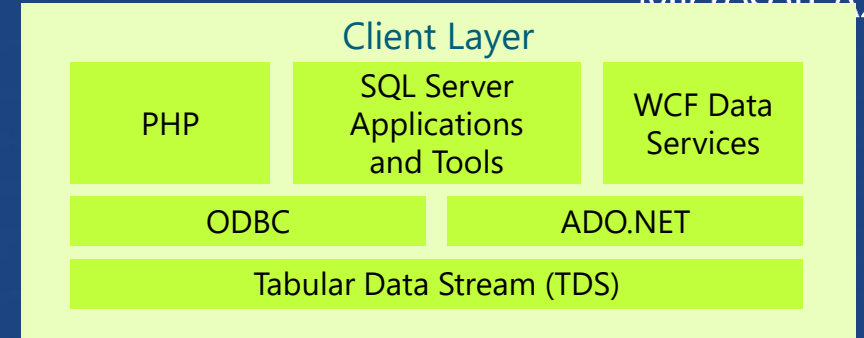 Client Layer
PHP
SQL Server
Applications
and Tools
WCF Data
Services
ODBC
ADO.NET
Tabular Data Stream (TDS)